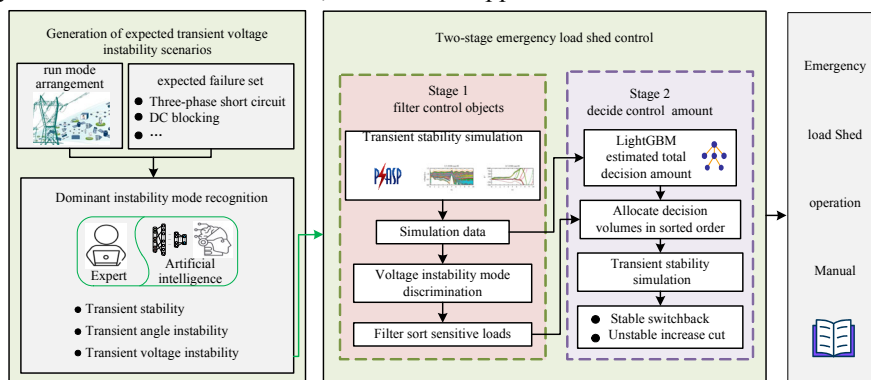 Generation of expected transient voltage
instability scenarios
run mode
arrangement
expected failure set
● Three-phase short circuit
● DC blocking
● ...
Dominant instability mode recognition
Expert
Artificial
intelligence
● Transient stability
● Transient angle instability
● Transient voltage instability
Two-stage emergency load shed control
Stage 1
filter control objects
Transient stability simulation
PSASP
Simulation data
Voltage instability mode
discrimination
Filter sort sensitive loads
Stage 2
decide control amount
LightGBM
estimated total
decision amount
Allocate decision
volumes in sorted order
Transient stability
simulation
● Stable switchback
● Unstable increase cut
Emergency
load Shed
operation
Manual